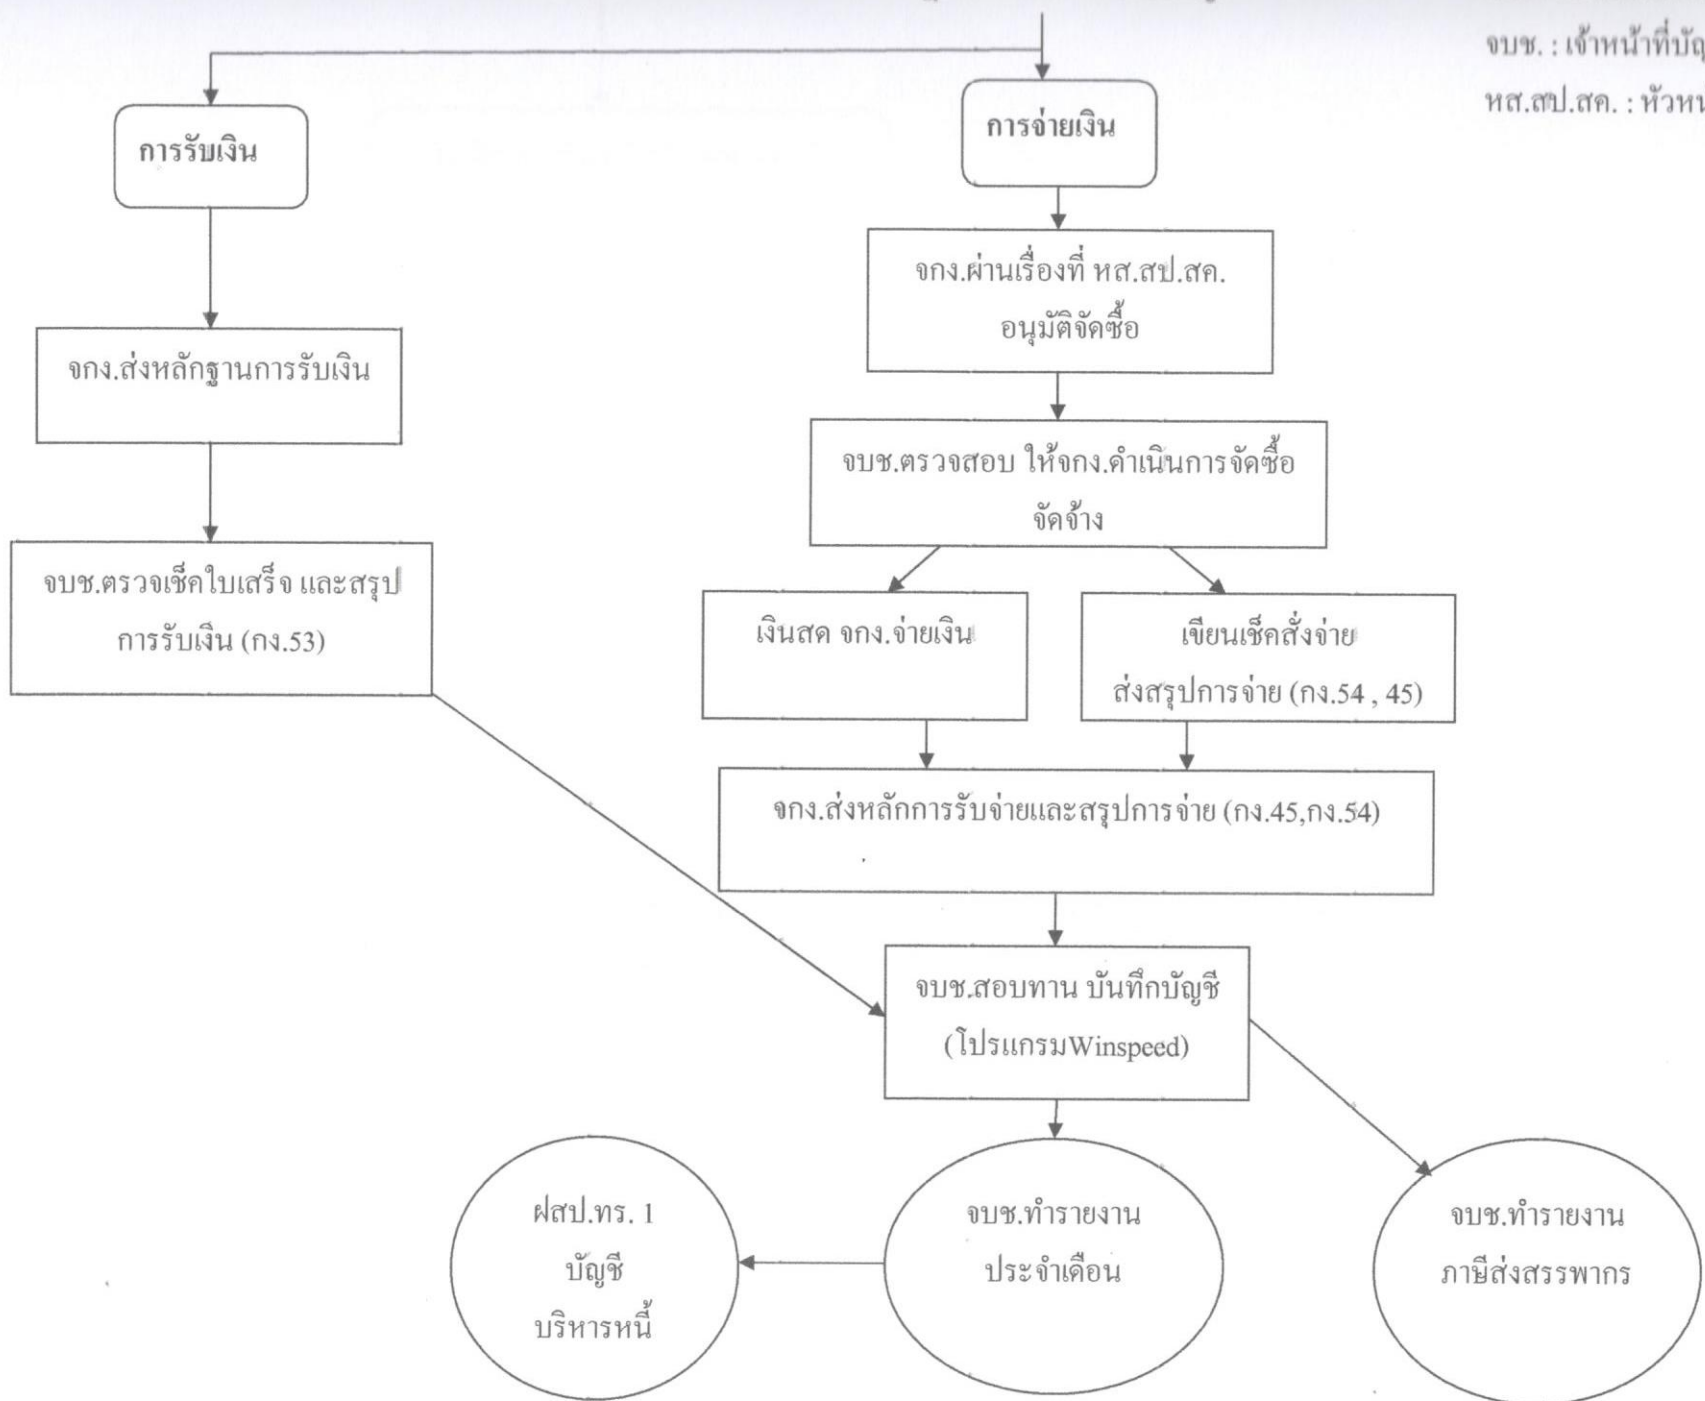 จบช. : เจ้าหน้าที่
หส.สป.สค. :
การรับเงิน
การจ่ายเงิน
จกง.ผ่านเรื่องที่ หส.สป.สค.
อนุมัติจัดซื้อ
จกง.ส่งหลักฐานการรับเงิน
จบช.ตรวจสอบ ให้จกง.ดำเนินการจัดซื้อ
จัดจ้าง
จบช.ตรวจเช็คใบเสร็จ และสรุป
การรับเงิน (กง.53)
เงินสด จกง.จ่ายเงิน
เขียนเช็คสั่งจ่าย
ส่งสรุปการจ่าย (กง.54 , 45)
จกง.ส่งหลักการรับจ่ายและสรุปการจ่าย (กง.45,กง.54)
จบช.สอบทาน บันทึกบัญชี
(โปรแกรมWinspeed)
ฝสป.ทร. 1
บัญชี
บริหารหนี้
จบช.ทำรายงาน
ประจำเดือน
จบช.ทำรายงาน
ภาษีส่งสรรพากร